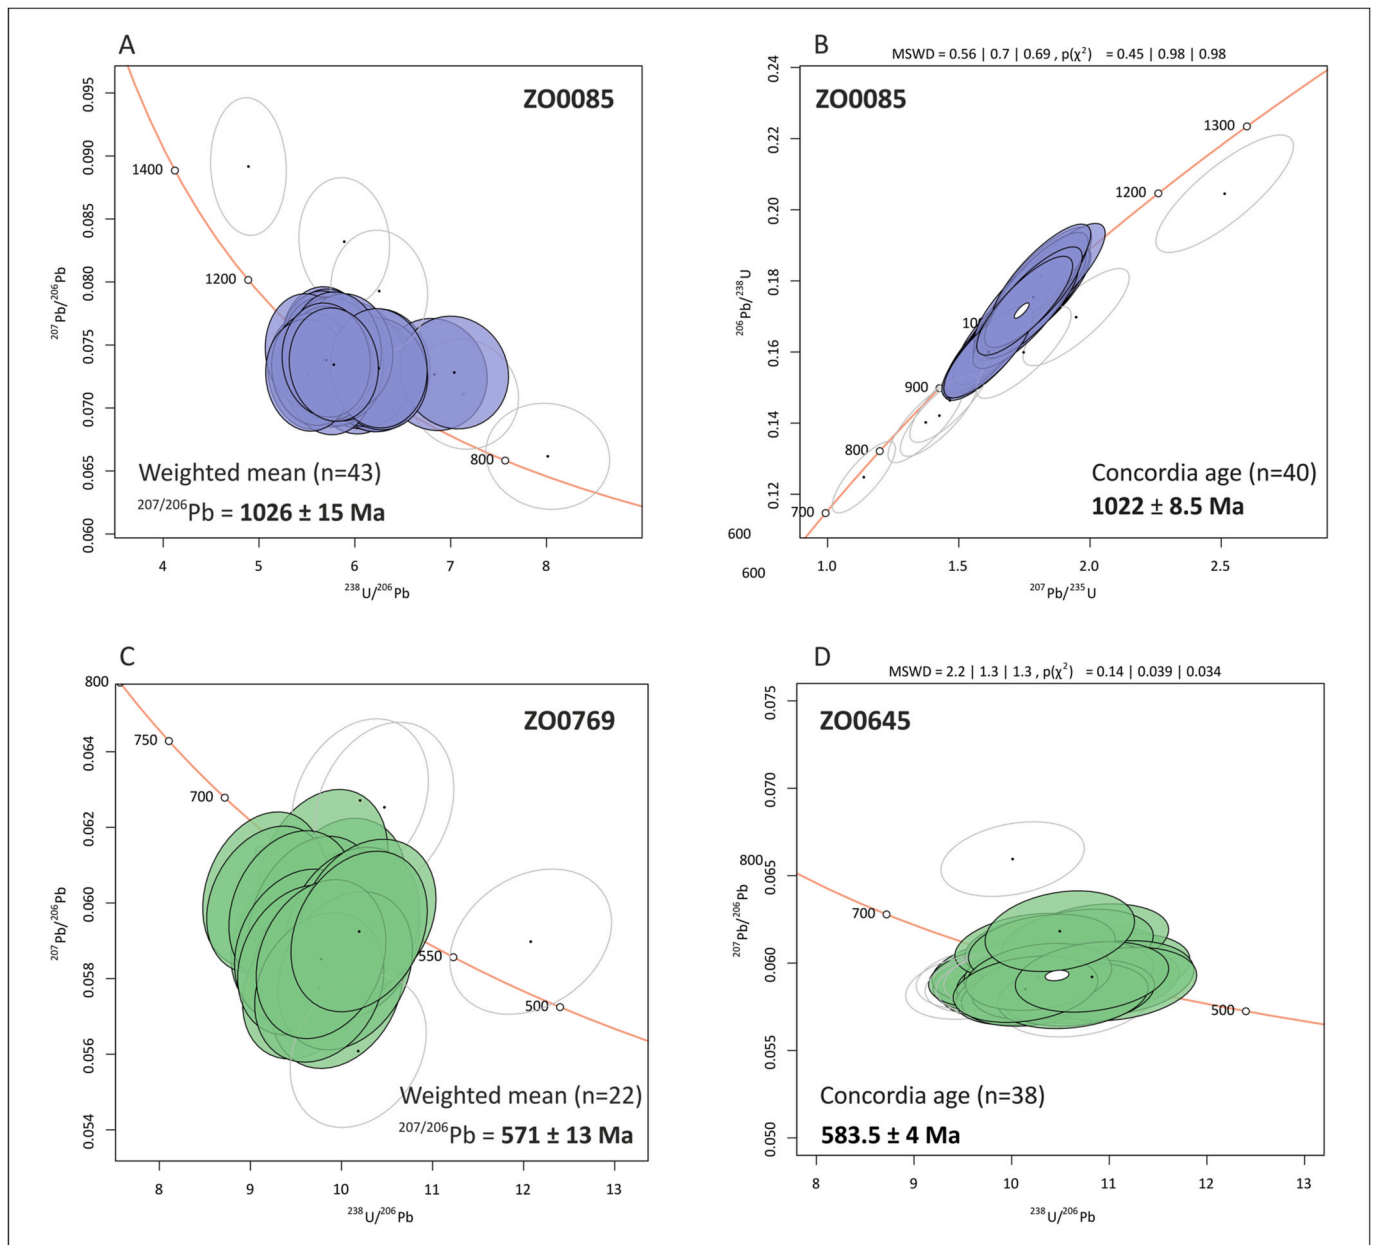 A
ZO0085
0.095
0.090
0.085
0.080
0.075
0.070
0.065
0.060
207Pb/206Pb
1400
1200
800
Weighted mean (n=43)
207/206Pb = 1026 ± 15 Ma
4 5 6 7 8
238U/206Pb
B
MSWD = 0.56 | 0.7 | 0.69 , p(χ²) = 0.45 | 0.98 | 0.98
ZO0085
0.24
0.22
0.20
0.18
0.16
0.14
0.12
206Pb/238U
1300
1200
10
900
800
700
600
600
Concordia age (n=40)
1022 ± 8.5 Ma
1.0 1.5 2.0 2.5
207Pb/235U
C
ZO0769
800
750
700
550
500
0.064
0.062
0.060
0.058
0.056
0.054
207Pb/206Pb
Weighted mean (n=22)
207/206Pb = 571 ± 13 Ma
8 9 10 11 12 13
238U/206Pb
D
MSWD = 2.2 | 1.3 | 1.3 , p(χ²) = 0.14 | 0.039 | 0.034
ZO0645
0.075
0.070
0.065
0.060
0.055
0.050
207Pb/206Pb
800
700
500
Concordia age (n=38)
583.5 ± 4 Ma
8 9 10 11 12 13
238U/206Pb